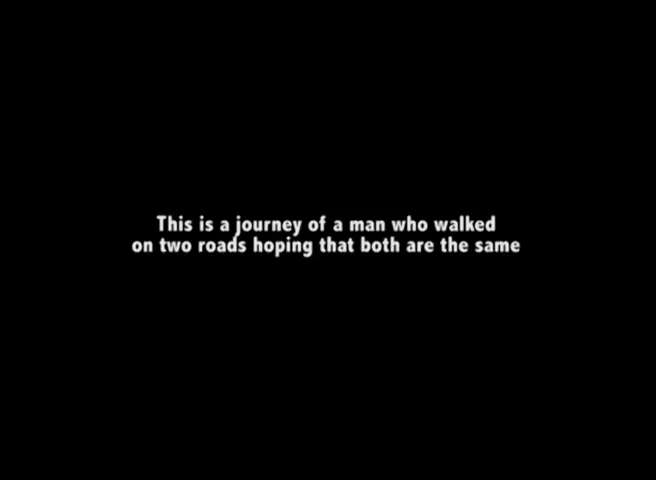 This is a journey of a man who walked
on two roads hoping that both are the same